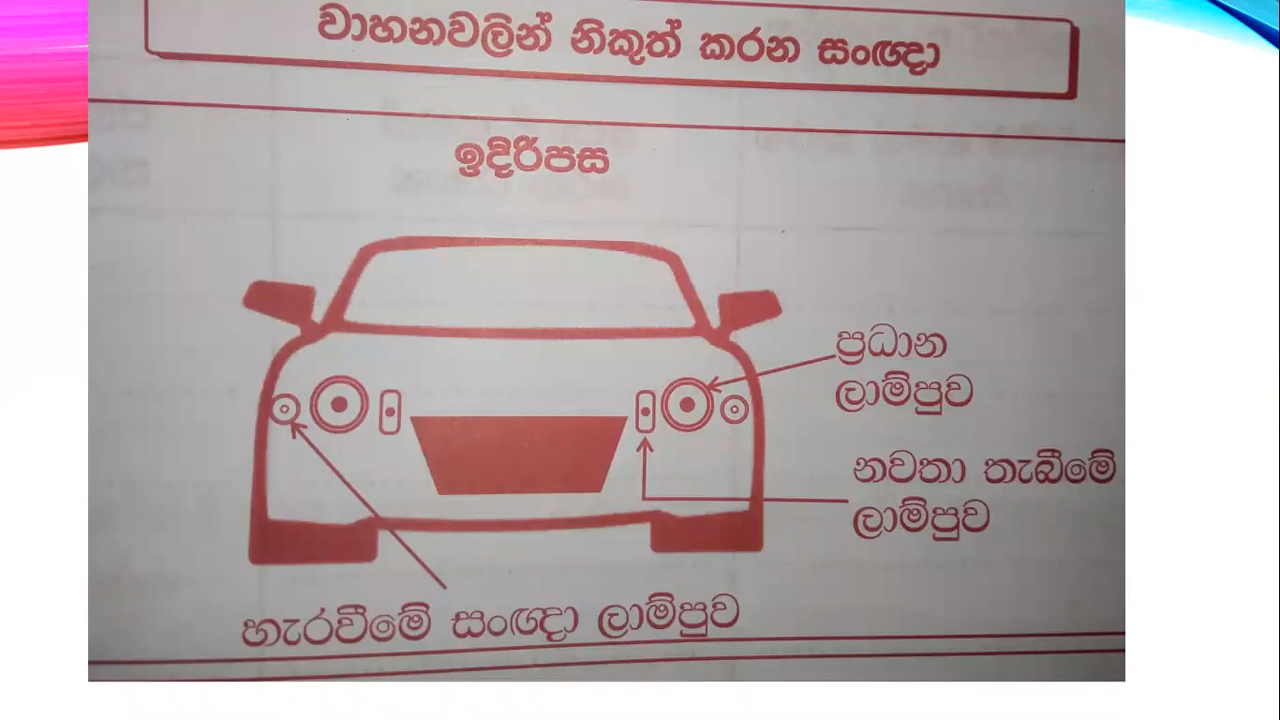 වාහනවලින් නිකුත් කරන සංඥා
ඉදිරිපස
ප්‍රධාන
ලාම්පුව
නවතා තැබීමේ
ලාම්පුව
හැරවීමේ සංඥා ලාම්පුව